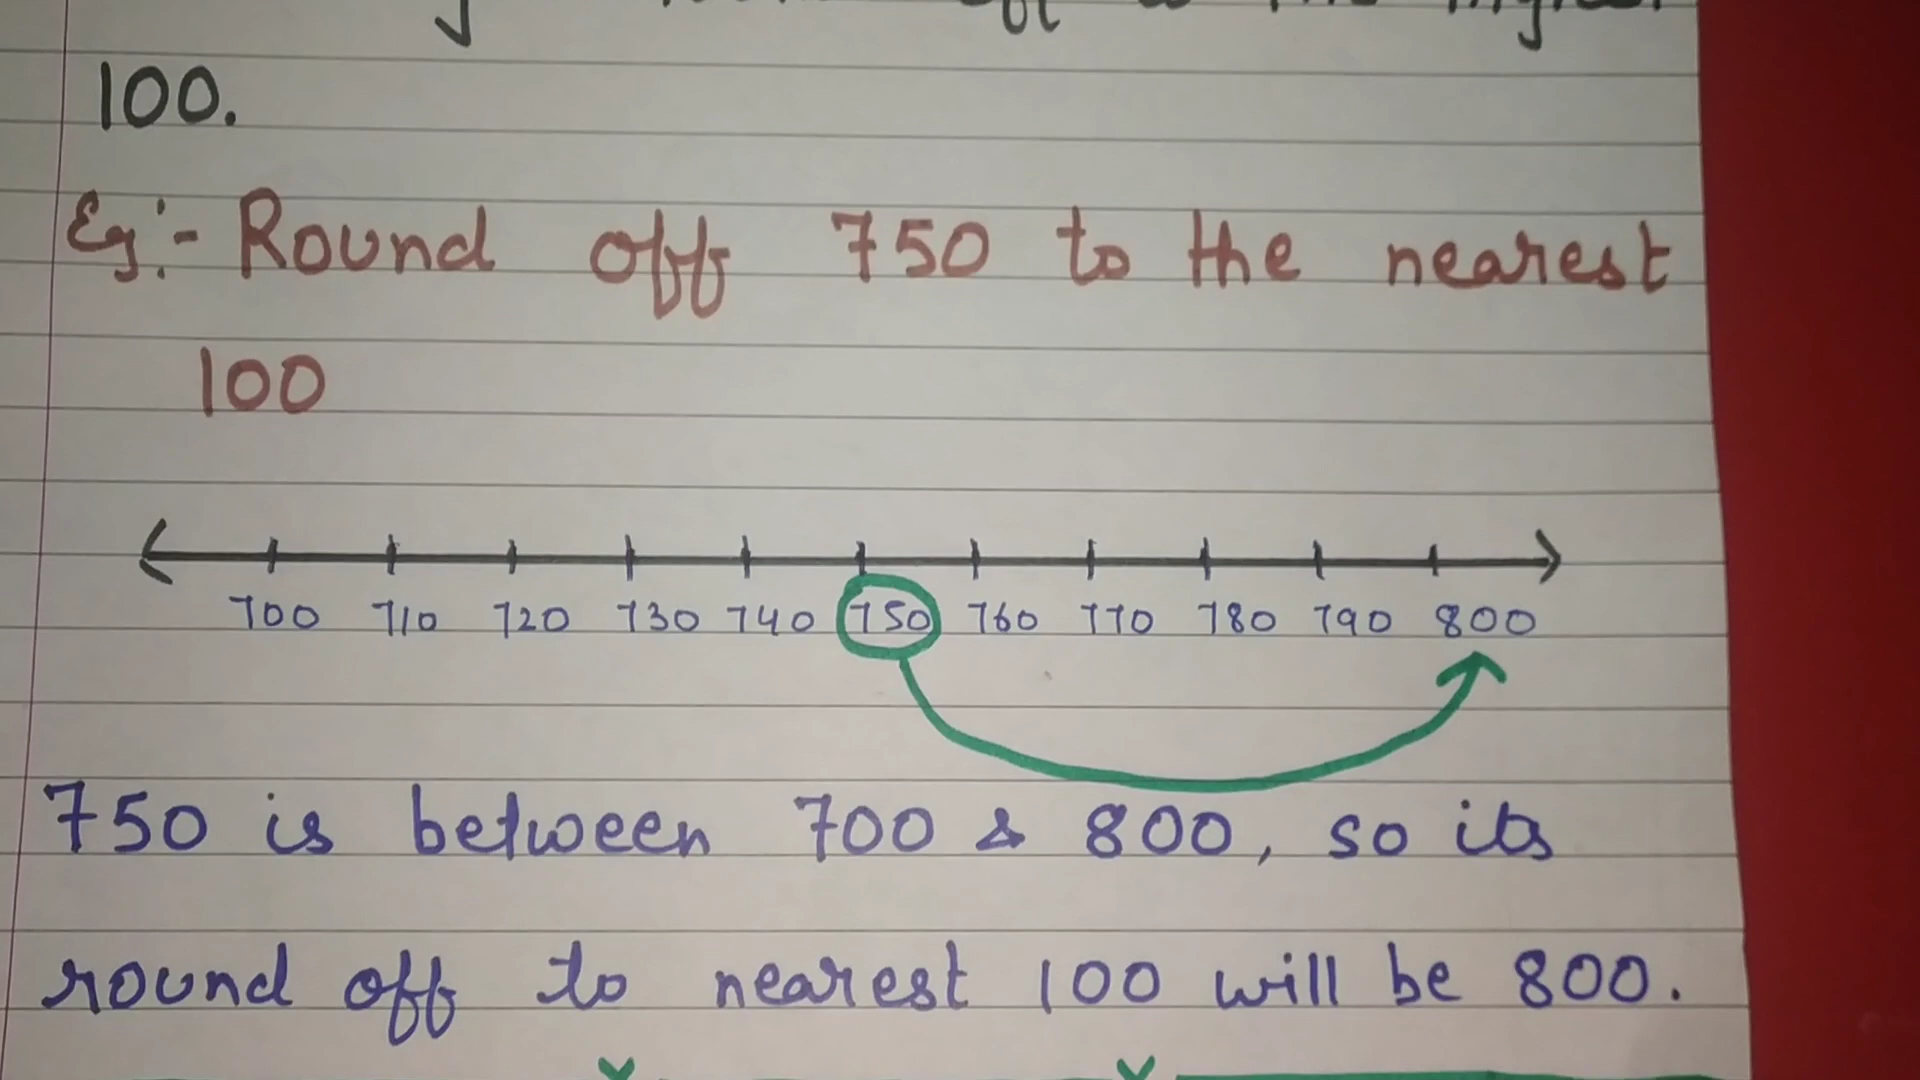 100.
Eg:- Round off 750 to the nearest
100
700 710 720 730 740 750 760 770 780 790 800
750 is between 700 & 800, so its
round off to nearest 100 will be 800.